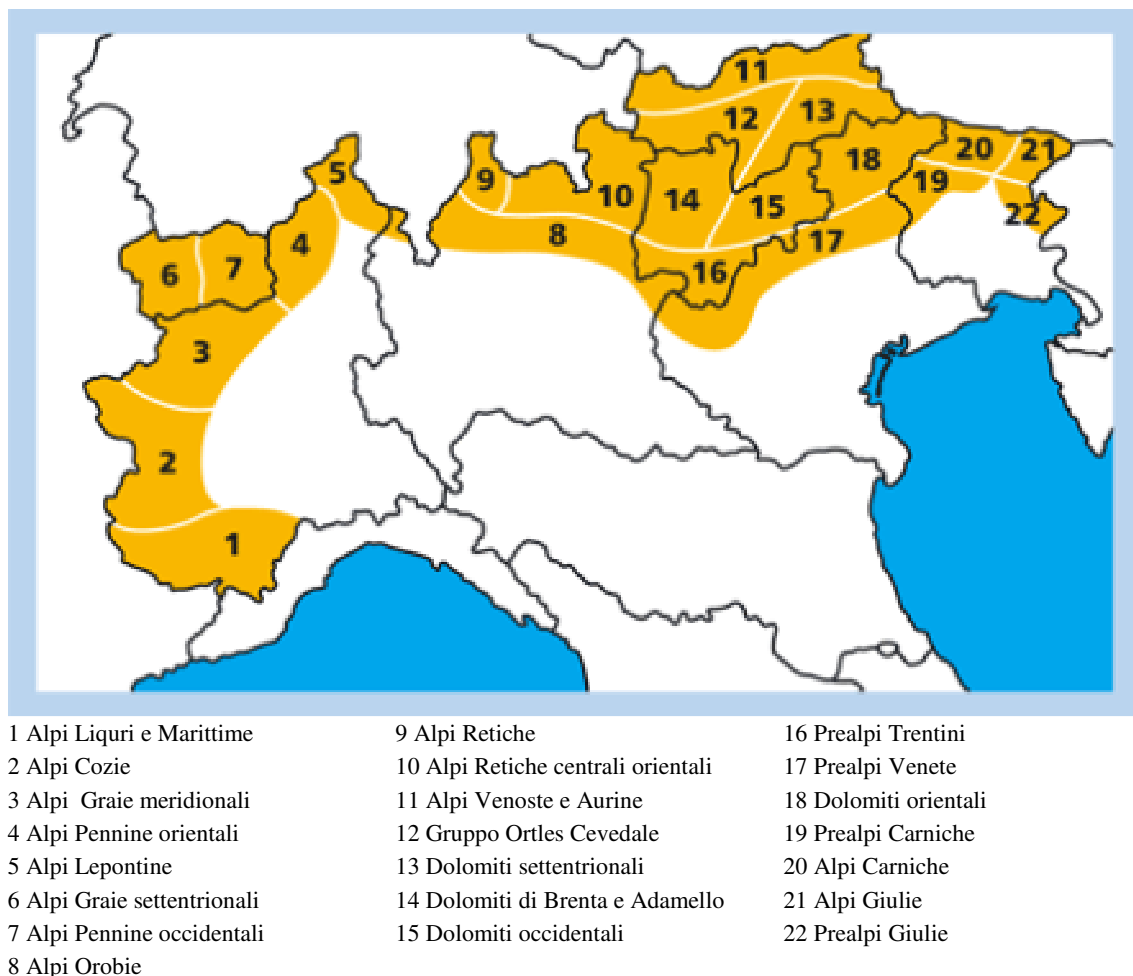 11
13
12
20
21
5
18
9
19
10
14
15
22
4
8
17
6
7
16
3
2
1
1 Alpi Liquri e Marittime
2 Alpi Cozie
3 Alpi Graie meridionali
4 Alpi Pennine orientali
5 Alpi Lepontine
6 Alpi Graie settentrionali
7 Alpi Pennine occidentali
8 Alpi Orobie
9 Alpi Retiche
10 Alpi Retiche centrali orientali
11 Alpi Venoste e Aurine
12 Gruppo Ortles Cevedale
13 Dolomiti settentrionali
14 Dolomiti di Brenta e Adamello
15 Dolomiti occidentali
16 Prealpi Trentini
17 Prealpi Venete
18 Dolomiti orientali
19 Prealpi Carniche
20 Alpi Carniche
21 Alpi Giulie
22 Prealpi Giulie